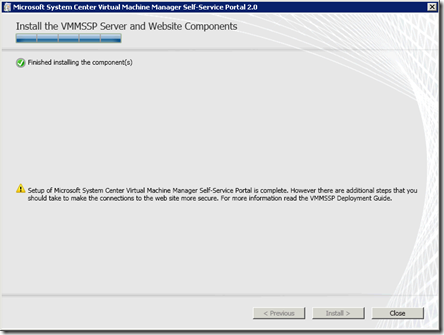 Microsoft System Center Virtual Machine Manager Self-Service Portal 2.0
Install the VMMSSP Server and Website Components
Finished installing the component(s)
Setup of Microsoft System Center Virtual Machine Manager Self-Service Portal is complete. However there are additional steps that you
should take to make the connections to the web site more secure. For more information read the VMMSSP Deployment Guide.
< Previous
Install >
Close